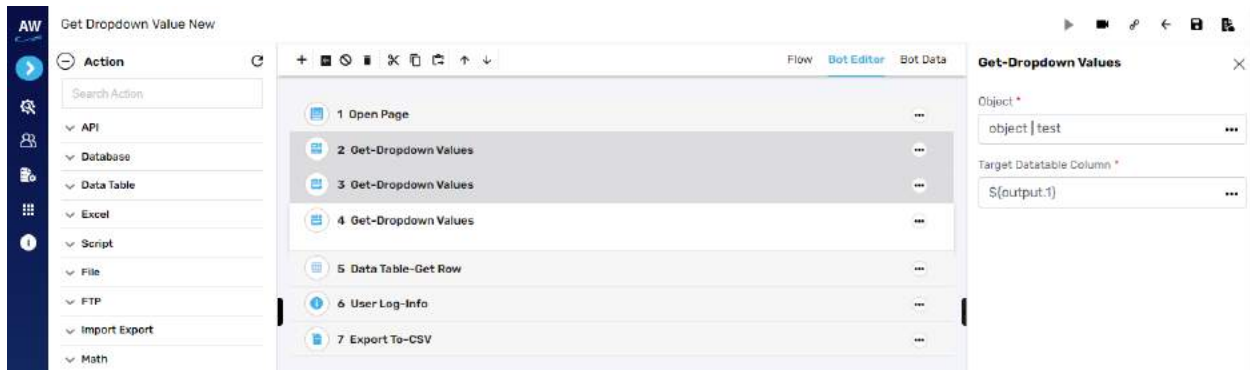 AW
Get Dropdown Value New
Action
Search Action
API
Database
Data Table
Excel
Script
File
FTP
Import Export
Math
Flow Bot Editor Bot Data
1 Open Page
2 Get-Dropdown Values
3 Get-Dropdown Values
4 Get-Dropdown Values
5 Data Table-Get Row
6 User Log-Info
7 Export To-CSV
Get-Dropdown Values
Object *
object | test
Target Datatable Column *
${output.1}